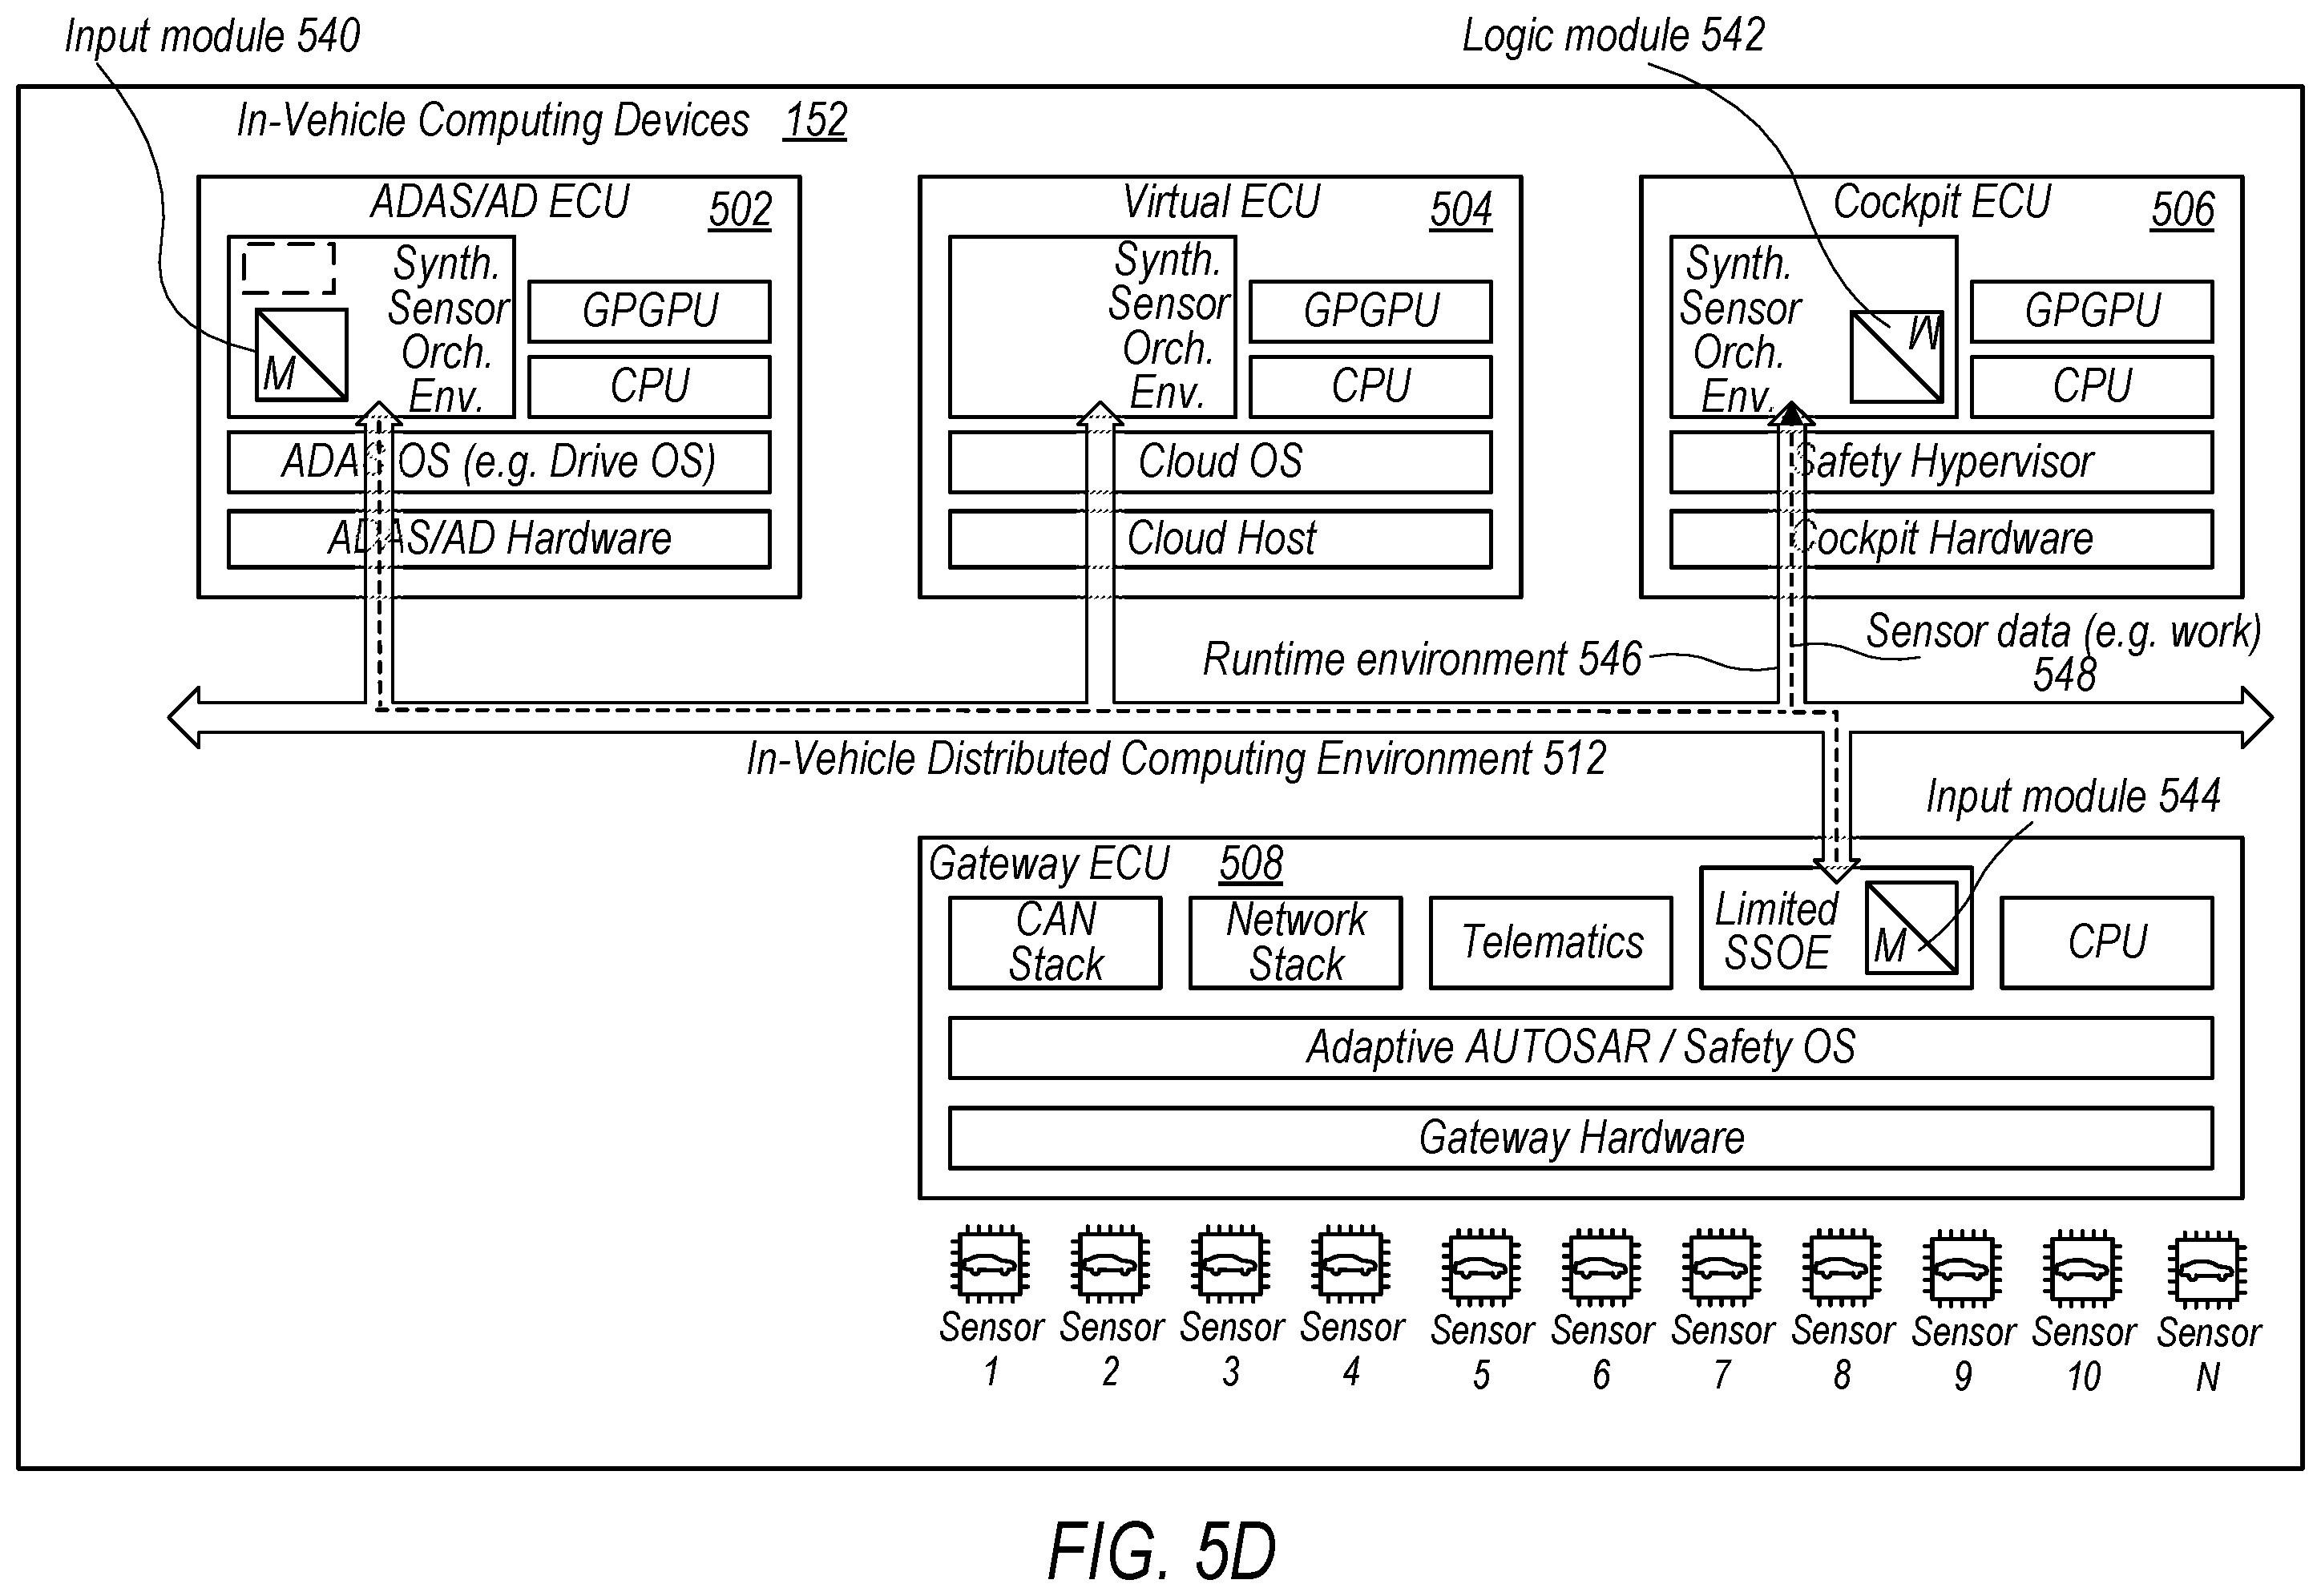 Input module 540
Logic module 542
In-Vehicle Computing Devices 152
ADAS/AD ECU 502
Synth.
Sensor
Orch.
Env.
M
GPGPU
CPU
ADAS OS (e.g. Drive OS)
ADAS/AD Hardware
Virtual ECU 504
Synth.
Sensor
Orch.
Env.
GPGPU
CPU
Cloud OS
Cloud Host
Cockpit ECU 506
Synth.
Sensor
Orch.
Env.
M
GPGPU
CPU
Safety Hypervisor
Cockpit Hardware
Runtime environment 546
Sensor data (e.g. work)
548
In-Vehicle Distributed Computing Environment 512
Input module 544
Gateway ECU 508
CAN
Stack
Network
Stack
Telematics
Limited
SSOE
M
CPU
Adaptive AUTOSAR / Safety OS
Gateway Hardware
Sensor
1
Sensor
2
Sensor
3
Sensor
4
Sensor
5
Sensor
6
Sensor
7
Sensor
8
Sensor
9
Sensor
10
Sensor
N
FIG. 5D